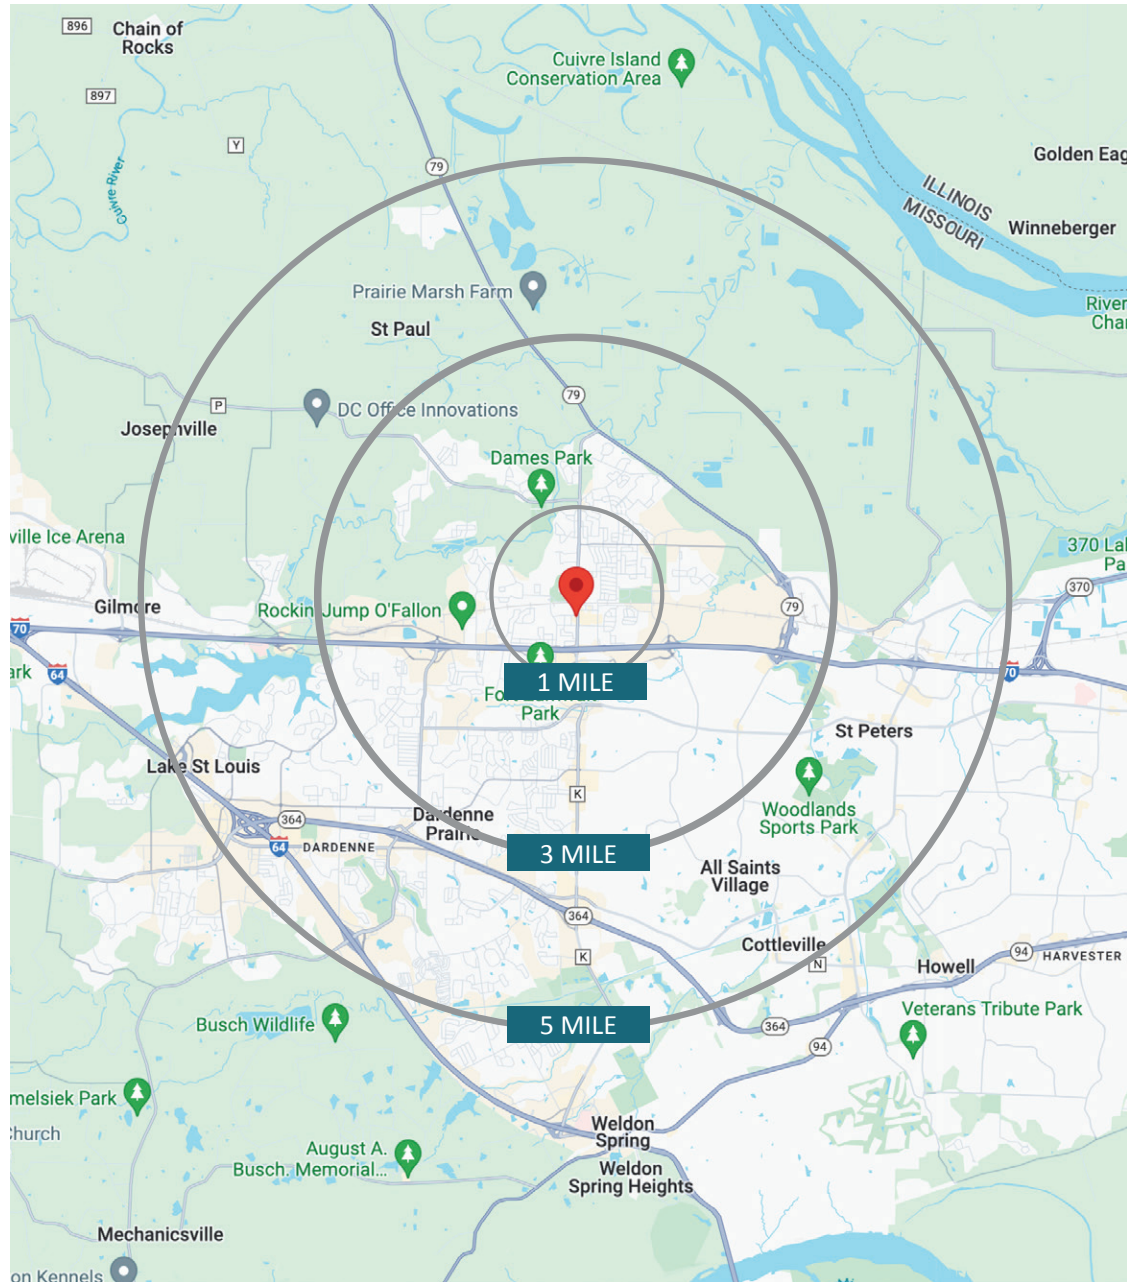 896
Chain of
Rocks
Cuivre Island
Conservation Area
897
Y
79
Golden Eag
Cuivre River
ILLINOIS
MISSOURI
Winneberger
Prairie Marsh Farm
River
Char
St Paul
79
P
DC Office Innovations
Josephville
Dames Park
ville Ice Arena
370 Lak
Pa
370
Gilmore
Rockin' Jump O'Fallon
79
70
64
ark
70
1 MILE
Park
St Peters
Lake St Louis
K
Woodlands
Sports Park
364
Dardenne
Prairie
64
DARDENNE
3 MILE
All Saints
Village
364
Cottleville
K
N
Howell
94
HARVESTER
Veterans Tribute Park
Busch Wildlife
5 MILE
364
94
melsiek Park
Church
Weldon
Spring
August A.
Busch. Memorial...
Weldon
Spring Heights
Mechanicsville
on Kennels